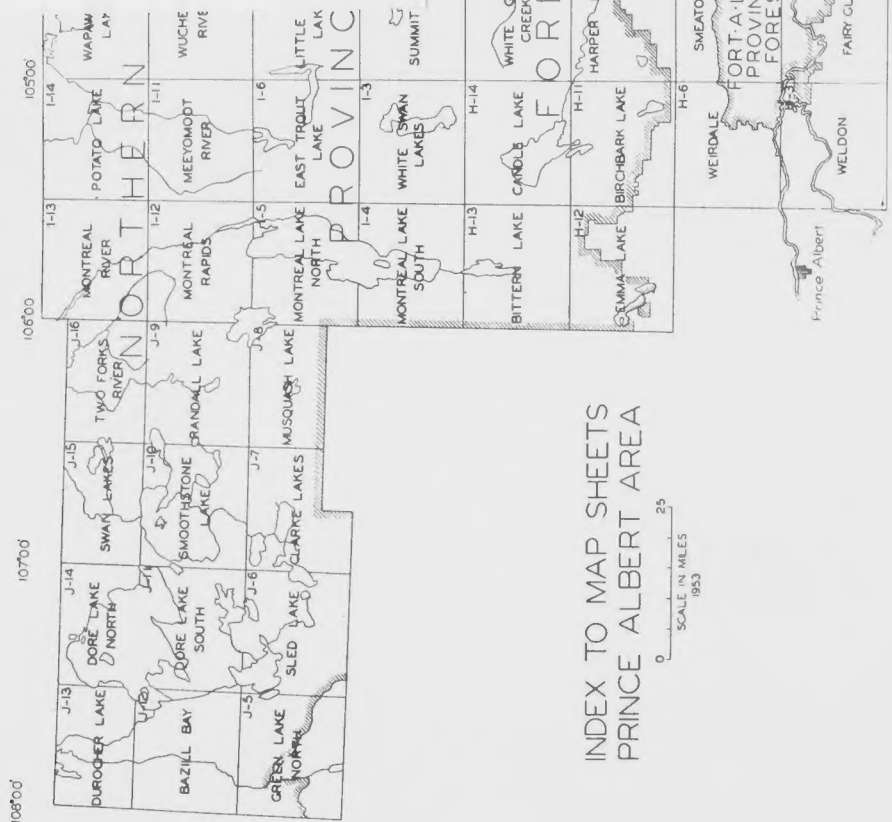 108°00'
107°00'
106°00'
105°00'
J-13
DUROCHER LAKE
J-14
DORE LAKE
NORTH
J-15
SWAN LAKES
J-16
TWO FORKS
RIVER
I-13
MONTREAL
RIVER
I-14
POTATO LAKE
WAPAW
NORTHERN
J-12
BAZILL BAY
J-11
DORE LAKE
SOUTH
J-10
SMOOTHSTONE
LAKE
J-9
RANDALL LAKE
I-12
MONTREAL
RAPIDS
I-11
MEEYOMOOT
RIVER
WUCHE
RIVE
J-5
GREEN LAKE
NORTH
J-6
SLED LAKE
J-7
CLARKE LAKES
J-8
MUSQUASH LAKE
I-5
MONTREAL LAKE
NORTH
I-6
EAST TROUT
LAKE
LITTLE
LAK
PROVINC
I-4
MONTREAL LAKE
SOUTH
I-3
WHITE SWAN
LAKES
SUMMIT
H-13
BITTERN LAKE
H-14
CANDLE LAKE
WHITE
CREEK
FORE
H-12
EMMA LAKE
H-11
BIRCHBARK LAKE
HARPER
H-6
WEIRDALE
SMEATO
FORT-A-L
PROVIN
FORES
H-3
WELDON
FAIRY GL
Prince Albert
INDEX TO MAP SHEETS
PRINCE ALBERT AREA
0 25
SCALE IN MILES
1953